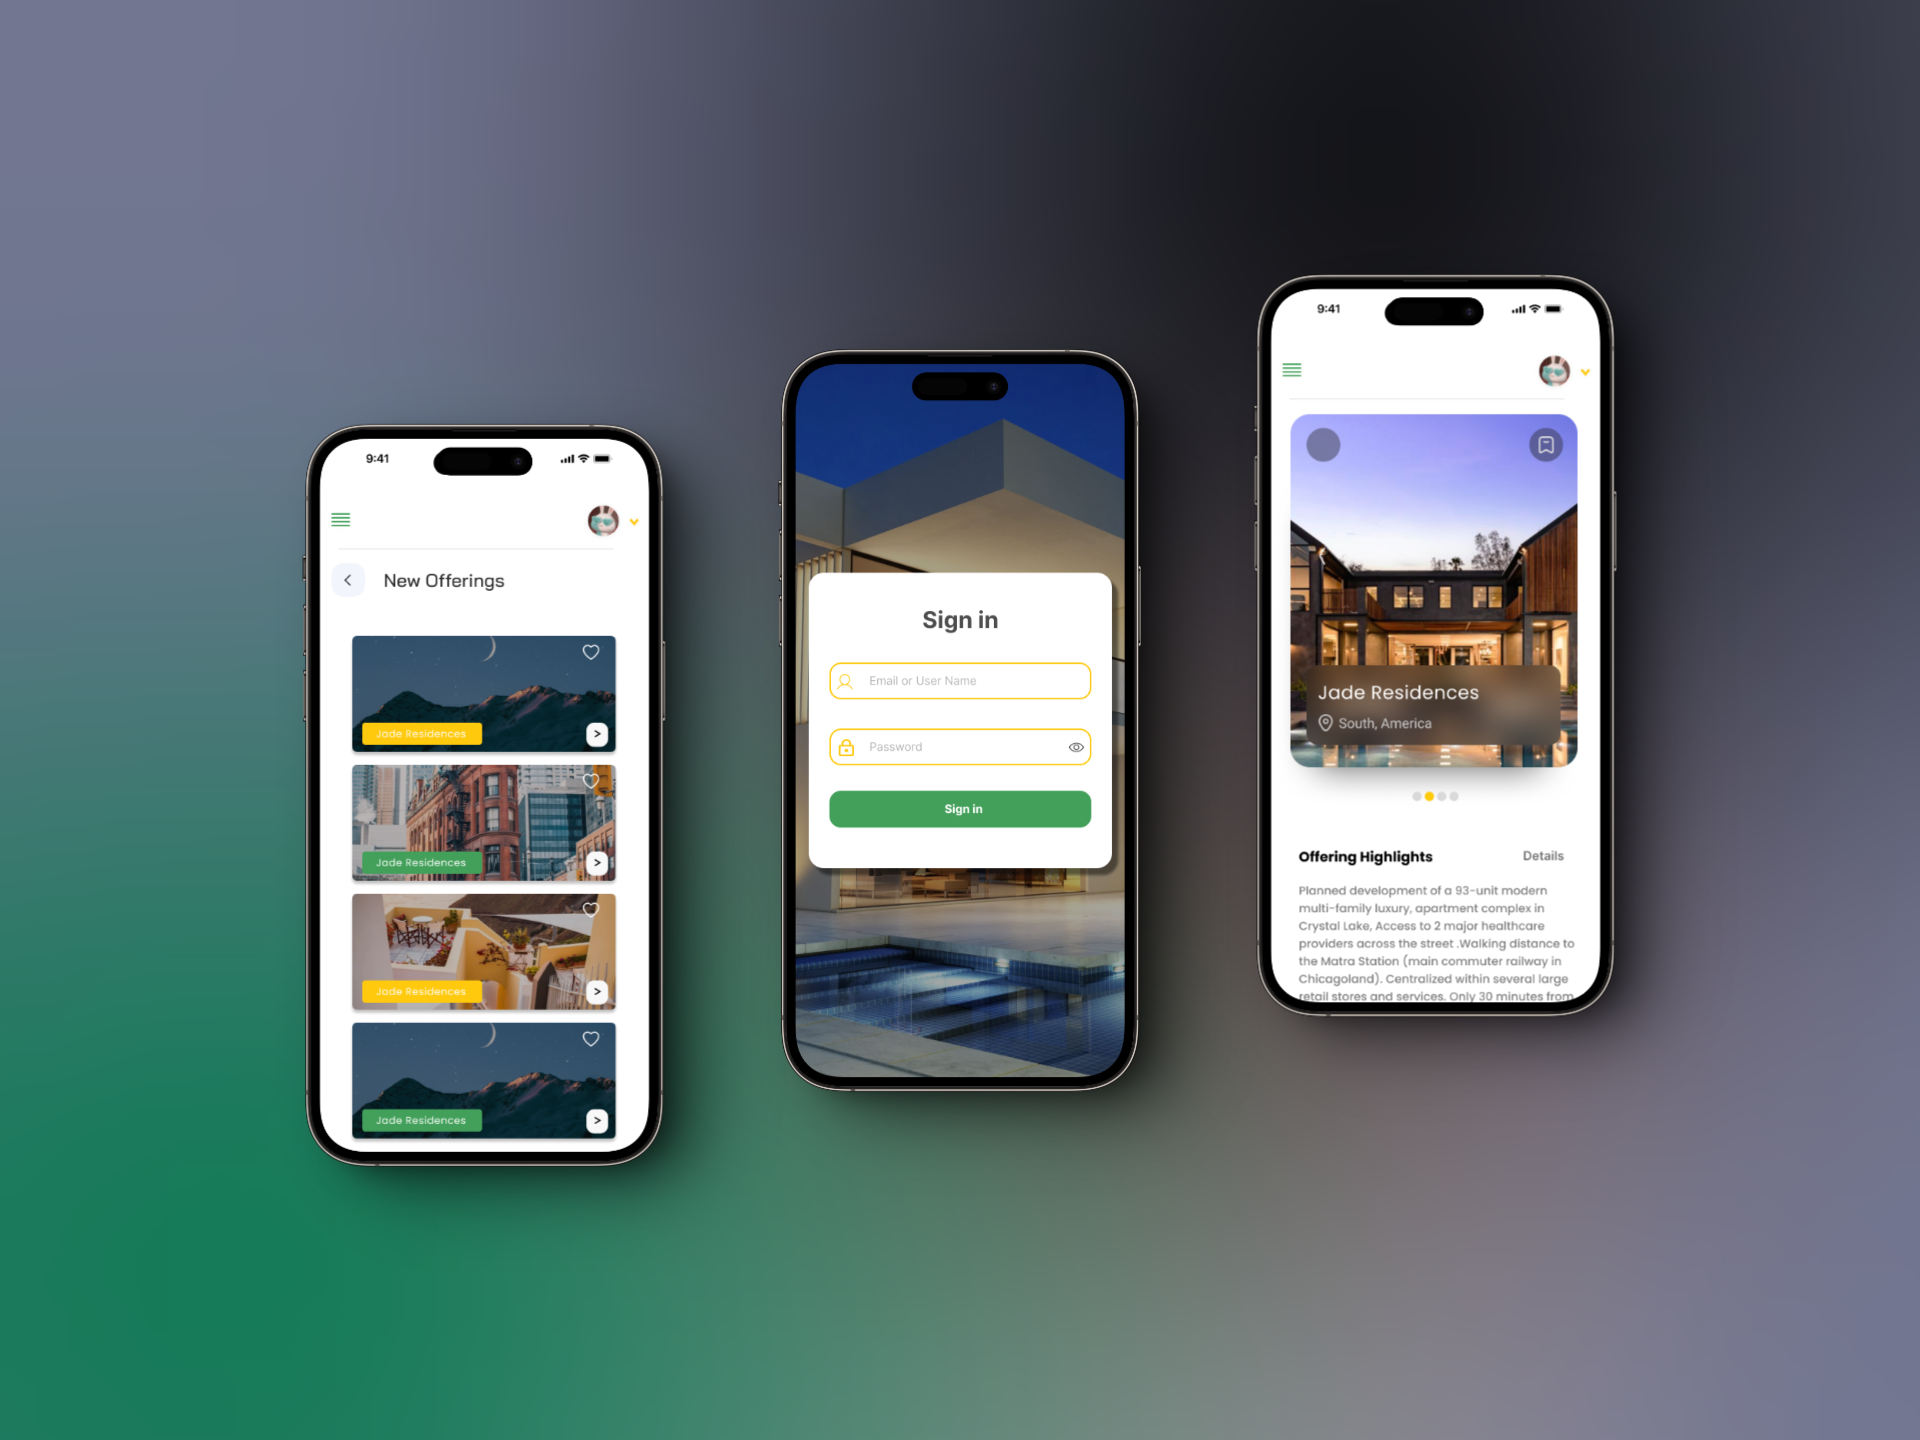 9:41
New Offerings
Jade Residences
>
Jade Residences
>
Jade Residences
>
Jade Residences
>
Sign in
Email or User Name
Password
Sign in
9:41
Jade Residences
South, America
Offering Highlights
Details
Planned development of a 93-unit modern
multi-family luxury, apartment complex in
Crystal Lake, Access to 2 major healthcare
providers across the street .Walking distance to
the Matra Station (main commuter railway in
Chicagoland). Centralized within several large
retail stores and services. Only 30 minutes from